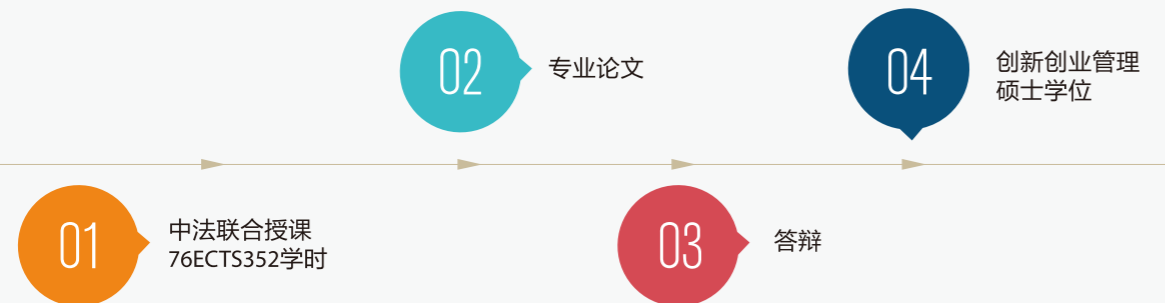 01
中法联合授课
76ECTS352学时
02
专业论文
03
答辩
04
创新创业管理
硕士学位